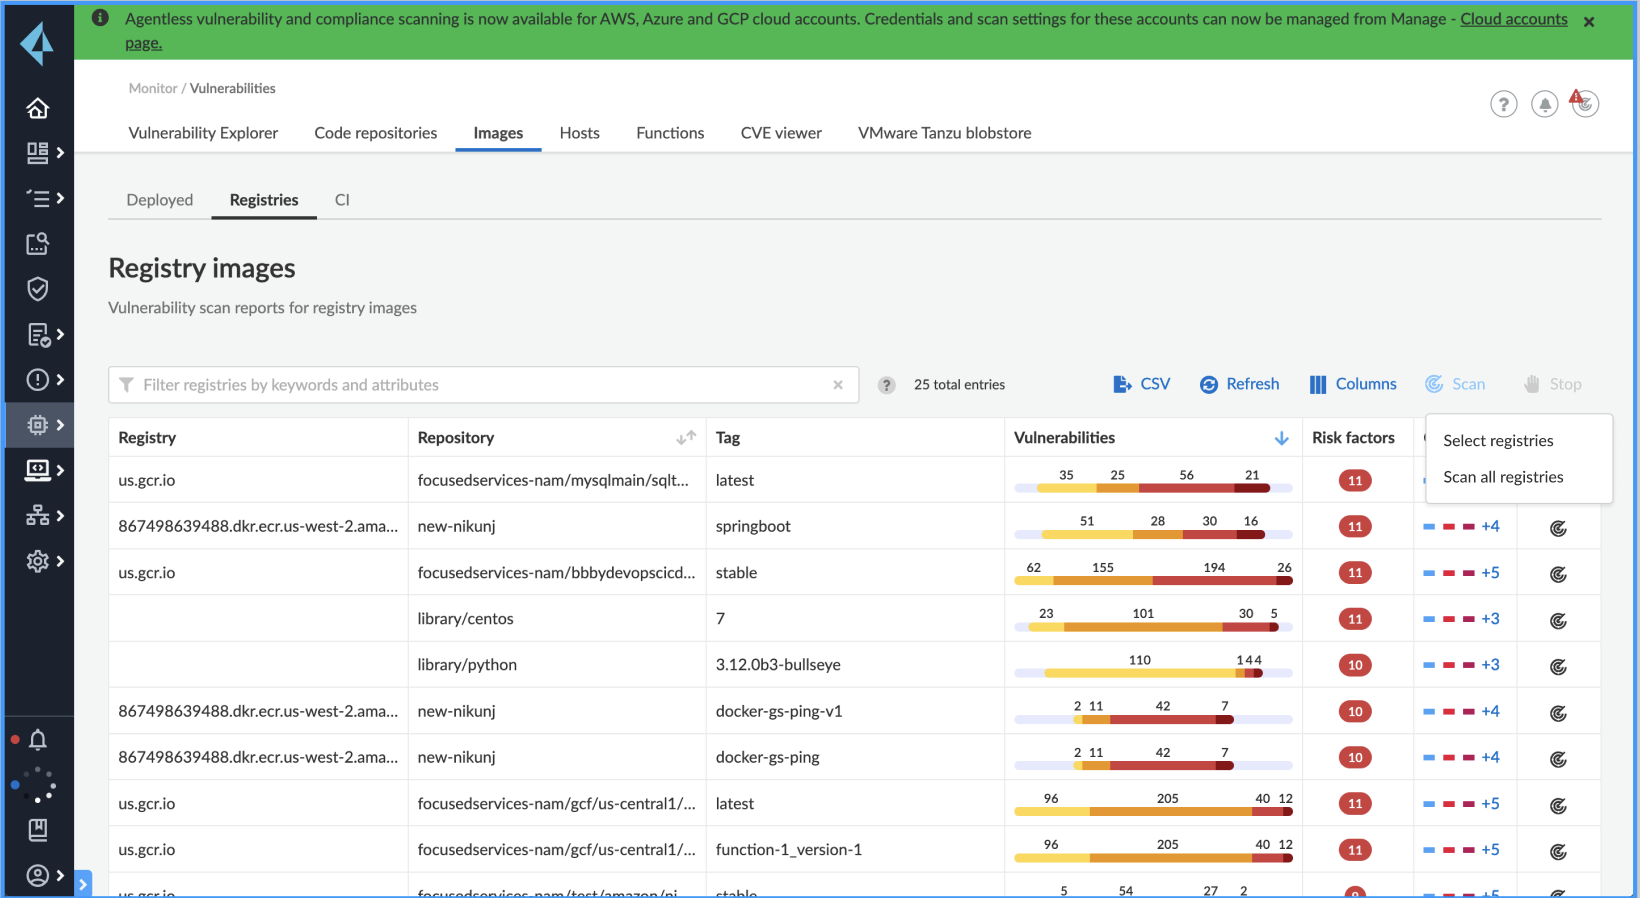 Agentless vulnerability and compliance scanning is now available for AWS, Azure and GCP cloud accounts. Credentials and scan settings for these accounts can now be managed from Manage - Cloud accounts
page.
Monitor / Vulnerabilities
Vulnerability Explorer Code repositories Images Hosts Functions CVE viewer VMware Tanzu blobstore
Deployed Registries CI
Registry images
Vulnerability scan reports for registry images
Filter registries by keywords and attributes
25 total entries CSV Refresh Columns Scan Stop
Select registries
Scan all registries
Registry Repository Tag Vulnerabilities Risk factors
us.gcr.io focusedservices-nam/mysqlmain/sqlt... latest 35 25 56 21 11
867498639488.dkr.ecr.us-west-2.ama... new-nikunj springboot 51 28 30 16 11 +4
us.gcr.io focusedservices-nam/bbbydevopscicd... stable 62 155 194 26 11 +5
library/centos 7 23 101 30 5 11 +3
library/python 3.12.0b3-bullseye 110 1 4 4 10 +3
867498639488.dkr.ecr.us-west-2.ama... new-nikunj docker-gs-ping-v1 2 11 42 7 10 +4
867498639488.dkr.ecr.us-west-2.ama... new-nikunj docker-gs-ping 2 11 42 7 10 +4
us.gcr.io focusedservices-nam/gcf/us-central1/... latest 96 205 40 12 11 +5
us.gcr.io focusedservices-nam/gcf/us-central1/... function-1_version-1 96 205 40 12 11 +5
us.gcr.io stable 5 54 27 2 9 +5